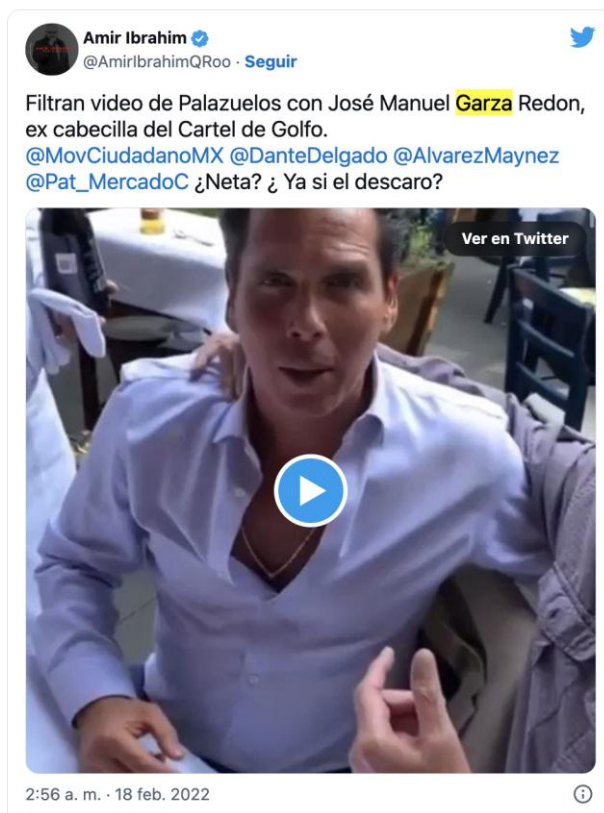 Amir Ibrahim
@AmirIbrahimQRoo · Seguir
Filtran video de Palazuelos con José Manuel Garza Redon,
ex cabecilla del Cartel de Golfo.
@MovCiudadanoMX @DanteDelgado @AlvarezMaynez
@Pat_MercadoC ¿Neta? ¿ Ya si el descaro?
Ver en Twitter
2:56 a. m. · 18 feb. 2022